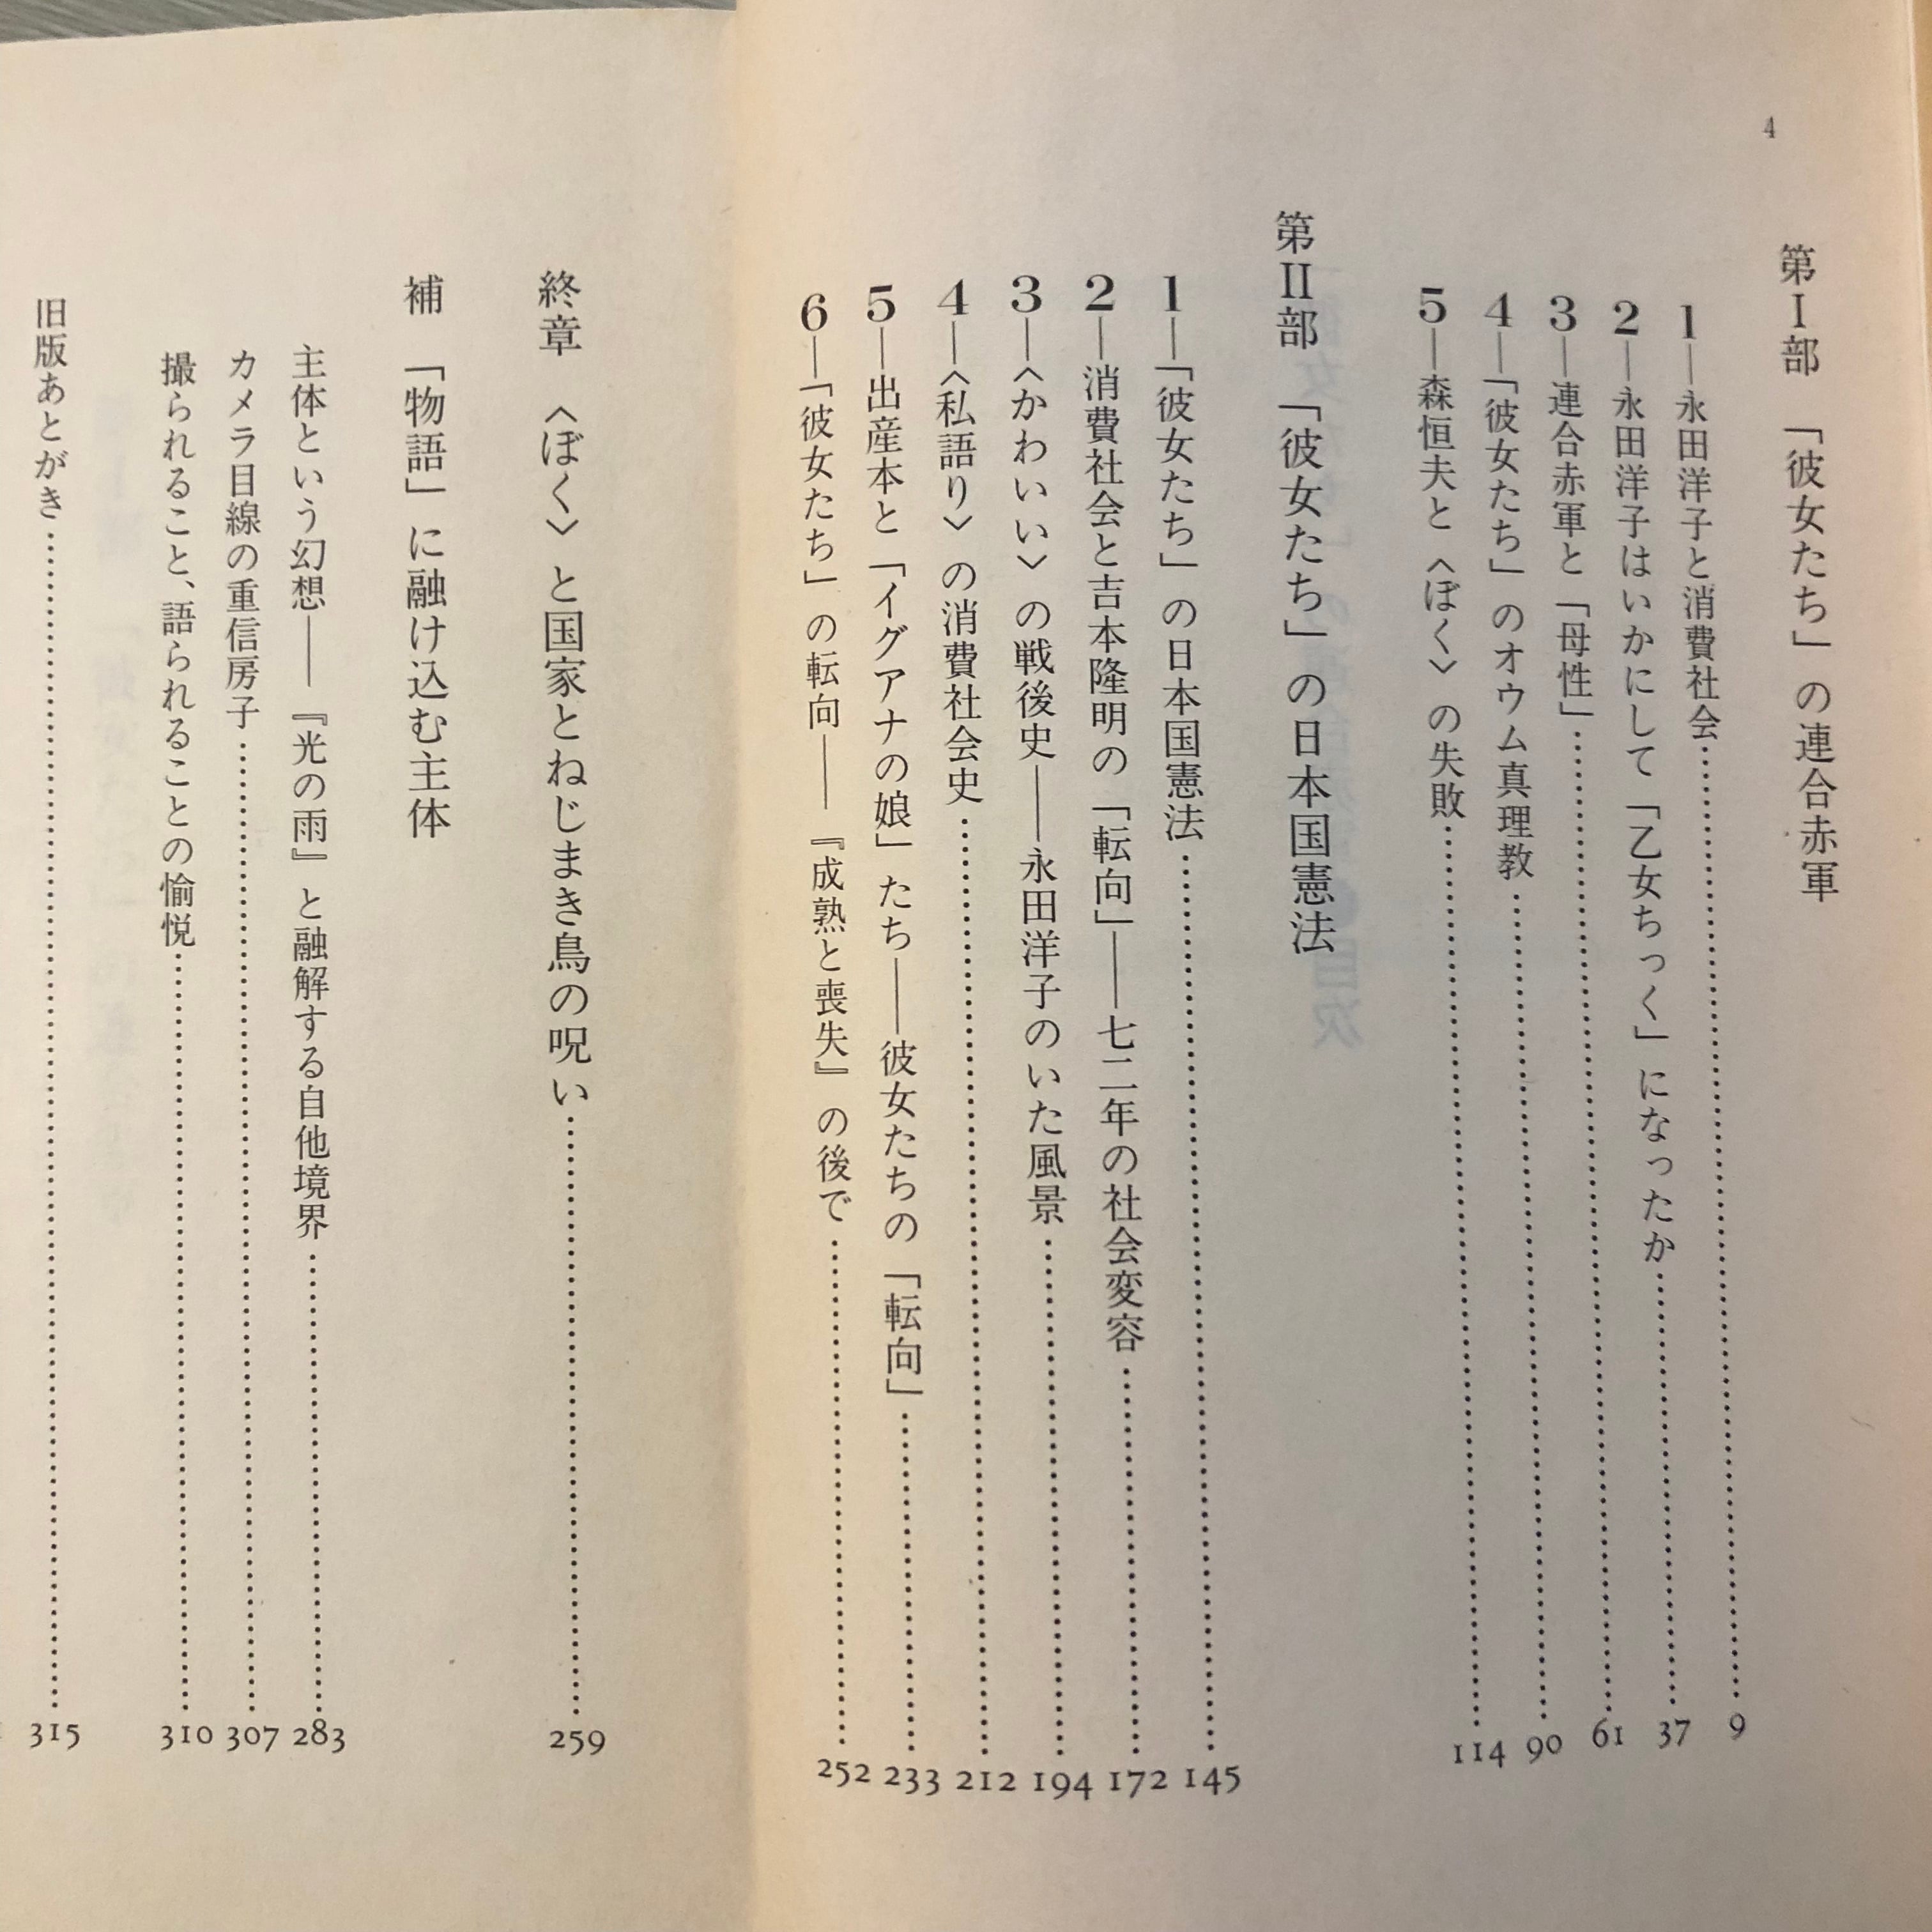 4
第Ⅰ部 「彼女たち」の連合赤軍
1―永田洋子と消費社会……9
2―永田洋子はいかにして「乙女ちっく」になったか……37
3―連合赤軍と「母性」……61
4―「彼女たち」のオウム真理教……90
5―森恒夫と〈ぼく〉の失敗……114
第Ⅱ部 「彼女たち」の日本国憲法
1―「彼女たち」の日本国憲法……145
2―消費社会と吉本隆明の「転向」――七二年の社会変容……172
3―〈かわいい〉の戦後史――永田洋子のいた風景……194
4―〈私語り〉の消費社会史……212
5―出産本と「イグアナの娘」たち――彼女たちの「転向」……233
6―「彼女たち」の転向――『成熟と喪失』の後で……252
終章 〈ぼく〉と国家とねじまき鳥の呪い……259
補 「物語」に融け込む主体
主体という幻想――『光の雨』と融解する自他境界……283
カメラ目線の重信房子……307
撮られること、語られることの愉悦……310
旧版あとがき……315